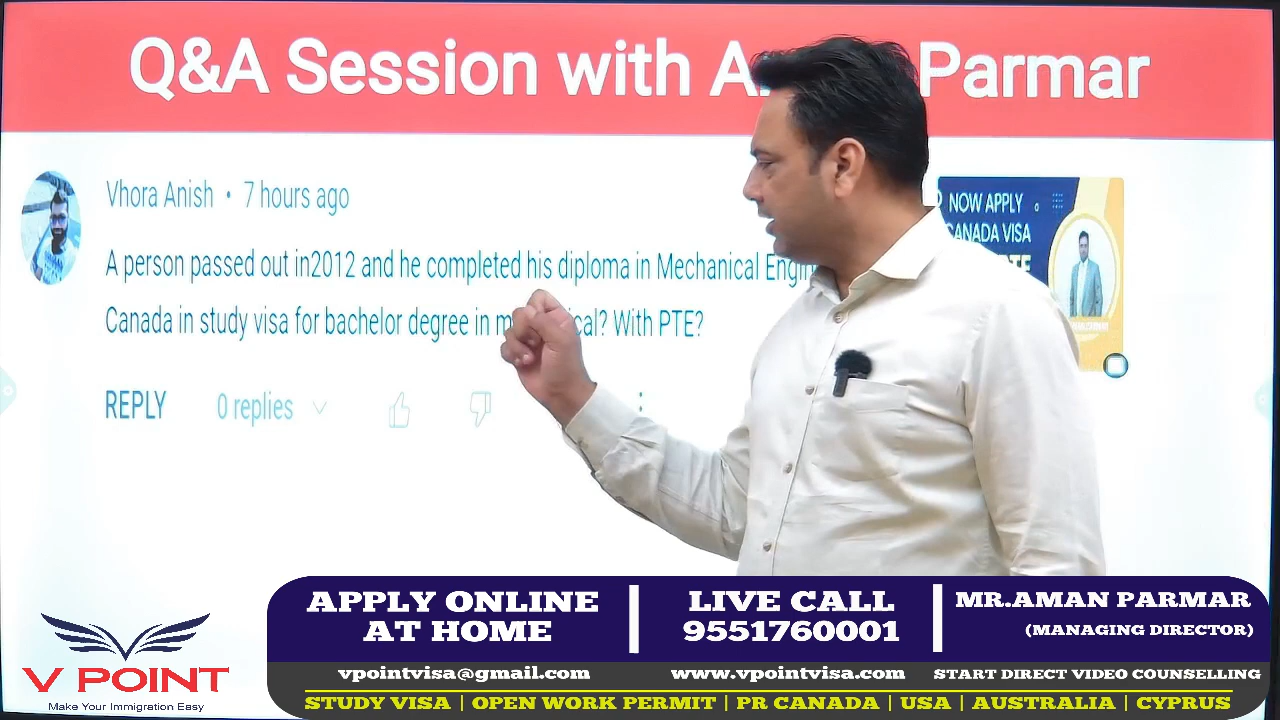 Q&A Session with A Parmar
Vhora Anish • 7 hours ago
A person passed out in2012 and he completed his diploma in Mechanical Engin
Canada in study visa for bachelor degree in m ical? With PTE?
REPLY 0 replies
NOW APPLY
CANADA VISA
V POINT
Make Your Immigration Easy
APPLY ONLINE
AT HOME
LIVE CALL
9551760001
MR.AMAN PARMAR
(MANAGING DIRECTOR)
vpointvisa@gmail.com
www.vpointvisa.com
START DIRECT VIDEO COUNSELLING
STUDY VISA | OPEN WORK PERMIT | PR CANADA | USA | AUSTRALIA | CYPRUS